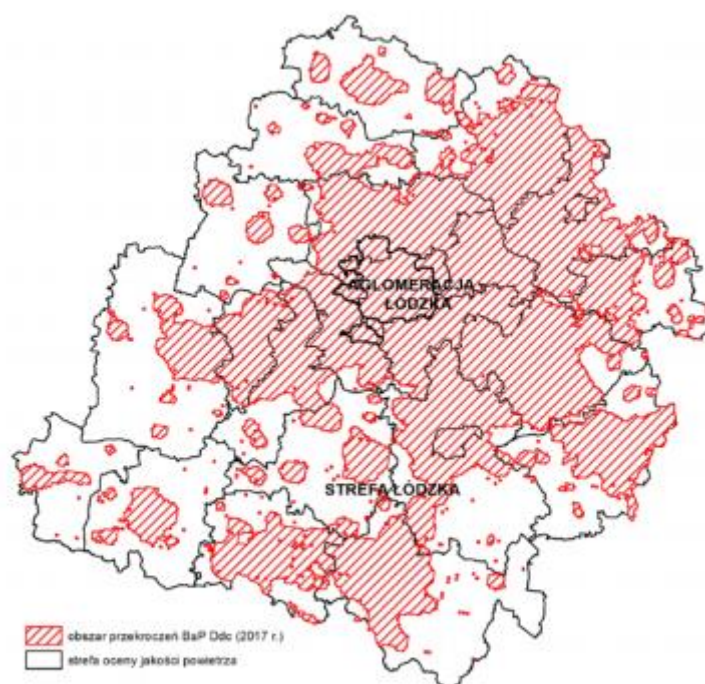 AGLOMERACJA
ŁÓDZKA
STREFA ŁÓDZKA
obszar przekroczeń BaP Ddc (2017 r.)
strefa oceny jakości powietrza